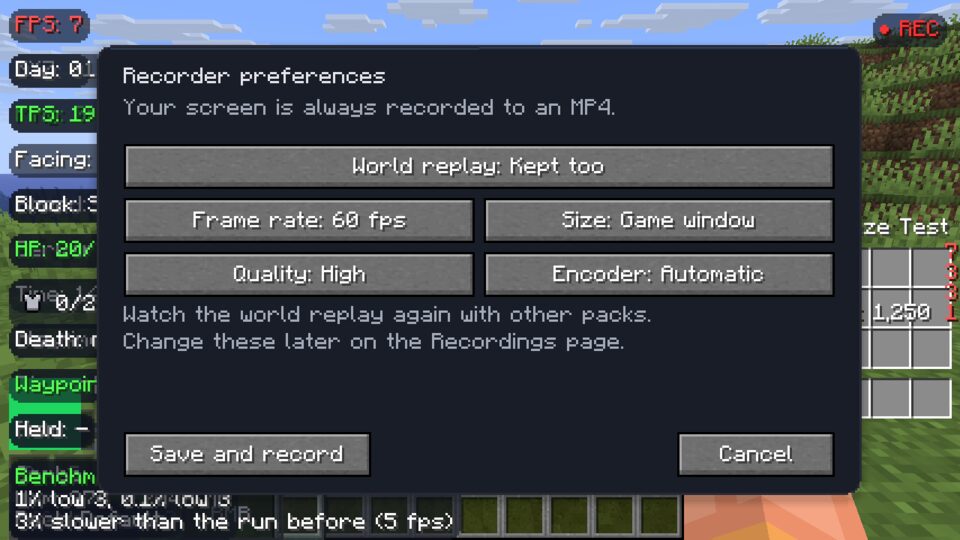 FPS: 7
REC
Day: 01
Recorder preferences
Your screen is always recorded to an MP4.
TPS: 19
Facing:
World replay: Kept too
Block: S
Frame rate: 60 fps
Size: Game window
ze Test
HP: 20/
Quality: High
Encoder: Automatic
0/2
1,250
Watch the world replay again with other packs.
Change these later on the Recordings page.
Death:
Waypoin
Held: -
Save and record
Cancel
Benchm
1% low 3, 0.1% low 3
3% slower than the run before (5 fps)